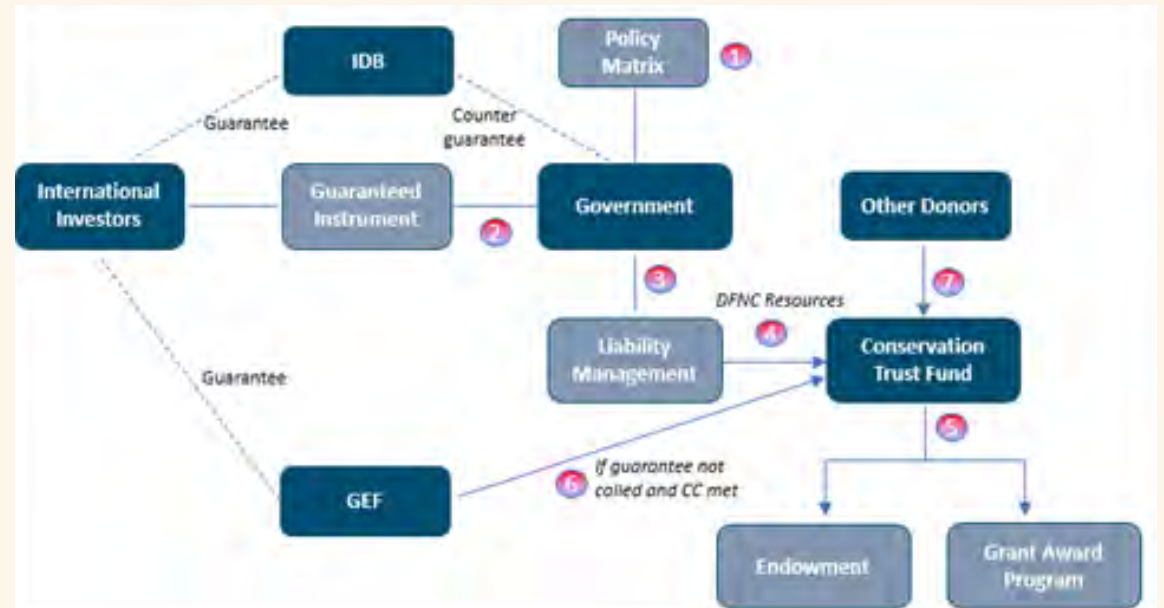 IDB
Policy
Matrix
1
Guarantee
Counter
guarantee
International
Investors
Guaranteed
Instrument
2
Government
Other Donors
3
7
DFNC Resources
4
Liability
Management
Conservation
Trust Fund
Guarantee
5
6
If guarantee not
called and CC met
GEF
Endowment
Grant Award
Program